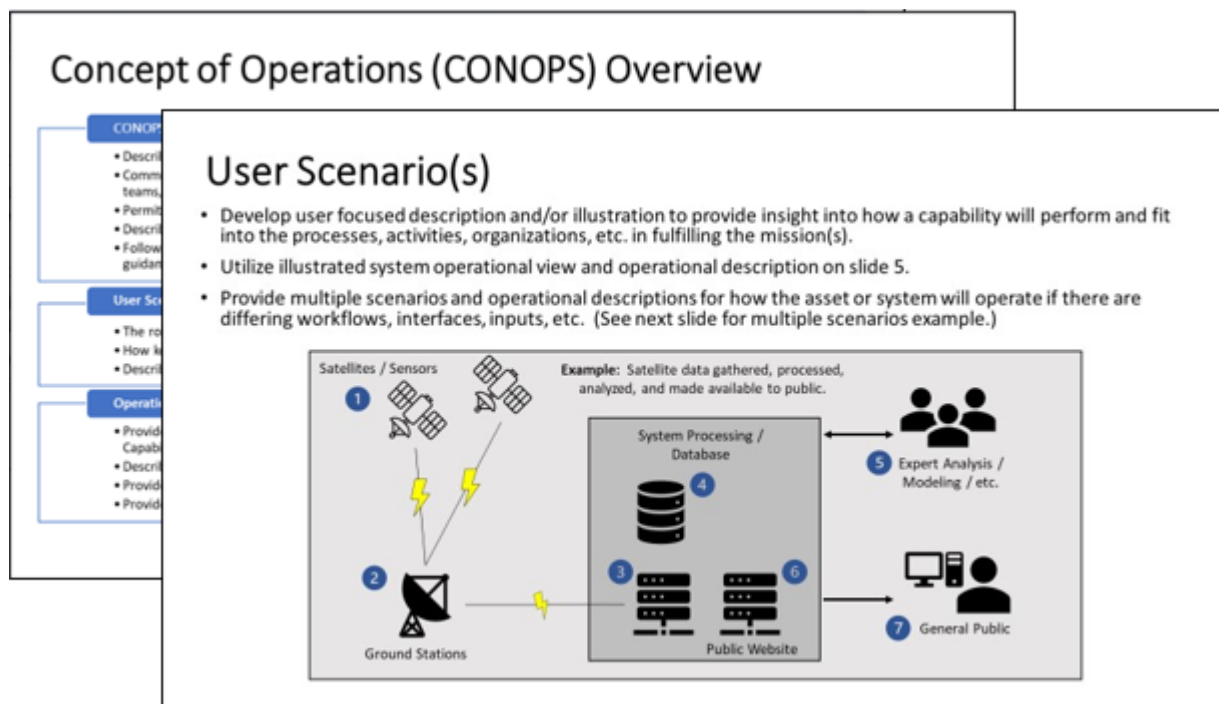 Concept of Operations (CONOPS) Overview
CONOPS
• Descri
• Comm
teams,
• Permit
• Descri
• Follow
guidan
User Sce
• The ro
• How k
• Descri
Operati
• Provid
Capabi
• Descri
• Provid
• Provid
User Scenario(s)
• Develop user focused description and/or illustration to provide insight into how a capability will perform and fit
into the processes, activities, organizations, etc. in fulfilling the mission(s).
• Utilize illustrated system operational view and operational description on slide 5.
• Provide multiple scenarios and operational descriptions for how the asset or system will operate if there are
differing workflows, interfaces, inputs, etc. (See next slide for multiple scenarios example.)
Satellites / Sensors
1
Example: Satellite data gathered, processed,
analyzed, and made available to public.
System Processing /
Database
4
5
Expert Analysis /
Modeling / etc.
2
Ground Stations
3
6
Public Website
7
General Public